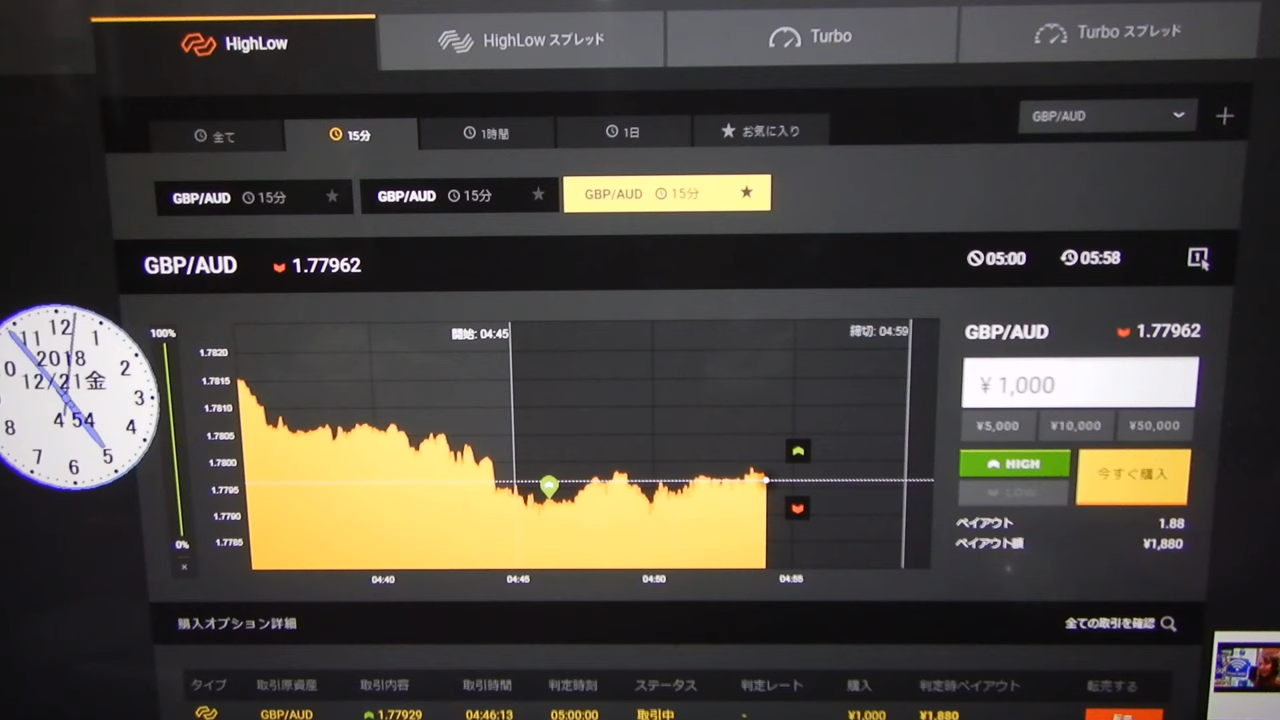 HighLow
HighLow スプレッド
Turbo
Turbo スプレッド
全て
15分
1時間
1日
お気に入り
GBP/AUD
GBP/AUD 15分
GBP/AUD 15分
GBP/AUD 15分
GBP/AUD 1.77962
05:00
05:58
100%
開始: 04:45
締切: 04:59
1.7820
1.7815
1.7810
1.7805
1.7800
1.7795
1.7790
1.7785
0%
×
04:40
04:45
04:50
04:55
GBP/AUD 1.77962
¥ 1,000
¥5,000
¥10,000
¥50,000
HIGH
LOW
今すぐ購入
ペイアウト 1.88
ペイアウト額 ¥1,880
11 12 1
2018
0 2
12/21金
3
4 54
8 4
7 6 5
購入オプション詳細
全ての取引を確認
タイプ 取引原資産 取引内容 取引時間 判定時刻 ステータス 判定レート 購入 判定時ペイアウト 転売する
GBP/AUD 1.77929 04:46:13 05:00:00 取引中 - ¥1,000 ¥1,880 転売